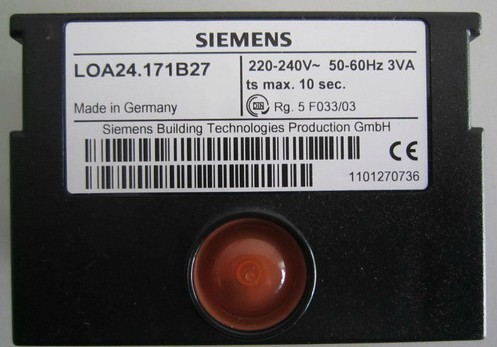 SIEMENS
LOA24.171B27
220-240V~ 50-60Hz 3VA
ts max. 10 sec.
Made in Germany
DIN Rg. 5 F033/03
Siemens Building Technologies Production GmbH
CE
1101270736